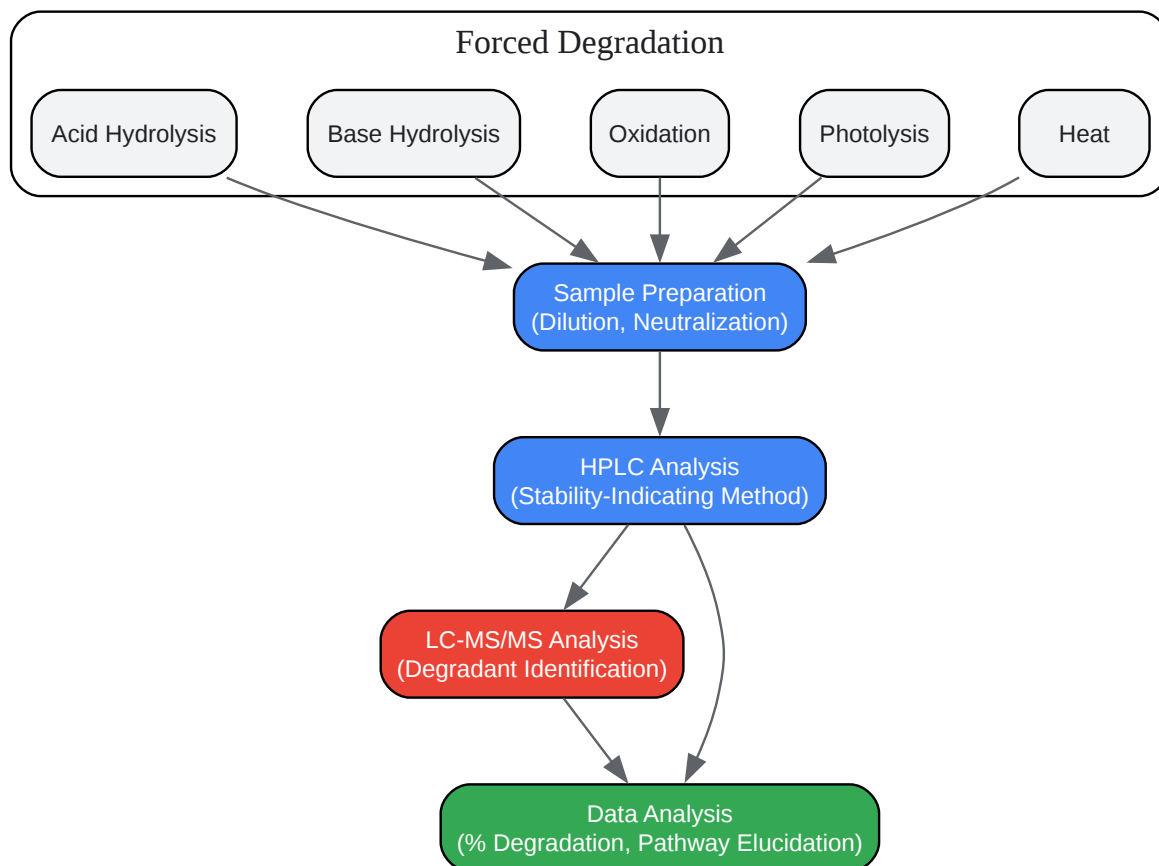 Forced Degradation
Acid Hydrolysis
Base Hydrolysis
Oxidation
Photolysis
Heat
Sample Preparation
(Dilution, Neutralization)
HPLC Analysis
(Stability-Indicating Method)
LC-MS/MS Analysis
(Degradant Identification)
Data Analysis
(% Degradation, Pathway Elucidation)